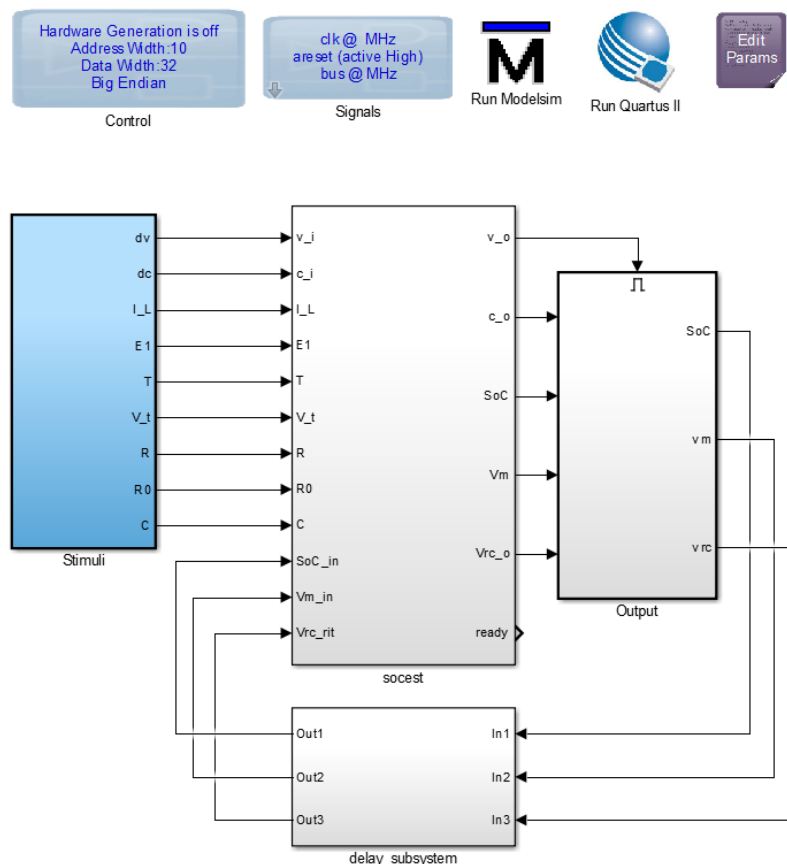 Hardware Generation is off
Address Width:10
Data Width:32
Big Endian
Control
clk @ MHz
areset (active High)
bus @ MHz
Signals
M
Run Modelsim
Run Quartus II
Edit
Params
dv
dc
I_L
E1
T
V_t
R
R0
C
Stimuli
v_i
c_i
I_L
E1
T
V_t
R
R0
C
SoC_in
Vm_in
Vrc_rit
v_o
c_o
SoC
Vm
Vrc_o
ready
socest
SoC
vm
vrc
Output
Out1
Out2
Out3
In1
In2
In3
delay_subsystem